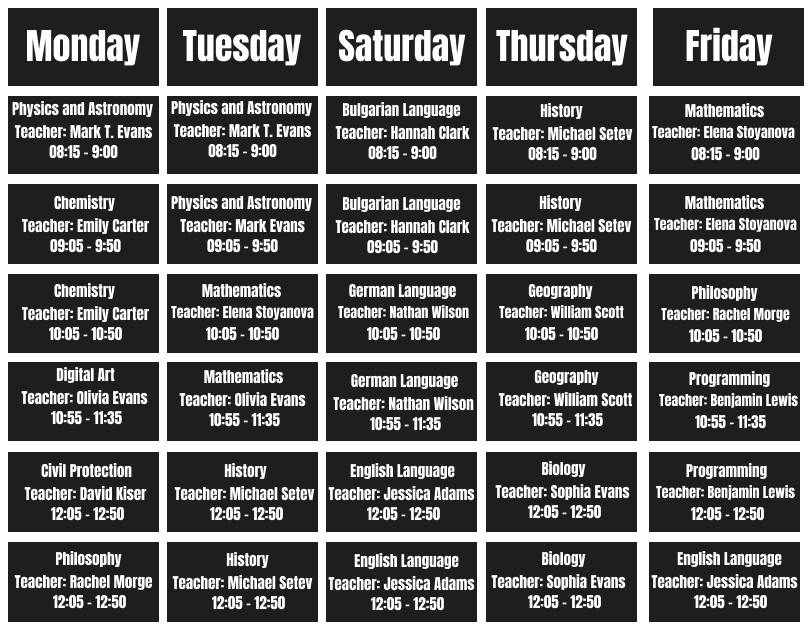 Monday
Tuesday
Saturday
Thursday
Friday
Physics and Astronomy
Teacher: Mark T. Evans
08:15 - 9:00
Physics and Astronomy
Teacher: Mark T. Evans
08:15 - 9:00
Bulgarian Language
Teacher: Hannah Clark
08:15 - 9:00
History
Teacher: Michael Setev
08:15 - 9:00
Mathematics
Teacher: Elena Stoyanova
08:15 - 9:00
Chemistry
Teacher: Emily Carter
09:05 - 9:50
Physics and Astronomy
Teacher: Mark Evans
09:05 - 9:50
Bulgarian Language
Teacher: Hannah Clark
09:05 - 9:50
History
Teacher: Michael Setev
09:05 - 9:50
Mathematics
Teacher: Elena Stoyanova
09:05 - 9:50
Chemistry
Teacher: Emily Carter
10:05 - 10:50
Mathematics
Teacher: Elena Stoyanova
10:05 - 10:50
German Language
Teacher: Nathan Wilson
10:05 - 10:50
Geography
Teacher: William Scott
10:05 - 10:50
Philosophy
Teacher: Rachel Morge
10:05 - 10:50
Digital Art
Teacher: Olivia Evans
10:55 - 11:35
Mathematics
Teacher: Olivia Evans
10:55 - 11:35
German Language
Teacher: Nathan Wilson
10:55 - 11:35
Geography
Teacher: William Scott
10:55 - 11:35
Programming
Teacher: Benjamin Lewis
10:55 - 11:35
Civil Protection
Teacher: David Kiser
12:05 - 12:50
History
Teacher: Michael Setev
12:05 - 12:50
English Language
Teacher: Jessica Adams
12:05 - 12:50
Biology
Teacher: Sophia Evans
12:05 - 12:50
Programming
Teacher: Benjamin Lewis
12:05 - 12:50
Philosophy
Teacher: Rachel Morge
12:05 - 12:50
History
Teacher: Michael Setev
12:05 - 12:50
English Language
Teacher: Jessica Adams
12:05 - 12:50
Biology
Teacher: Sophia Evans
12:05 - 12:50
English Language
Teacher: Jessica Adams
12:05 - 12:50